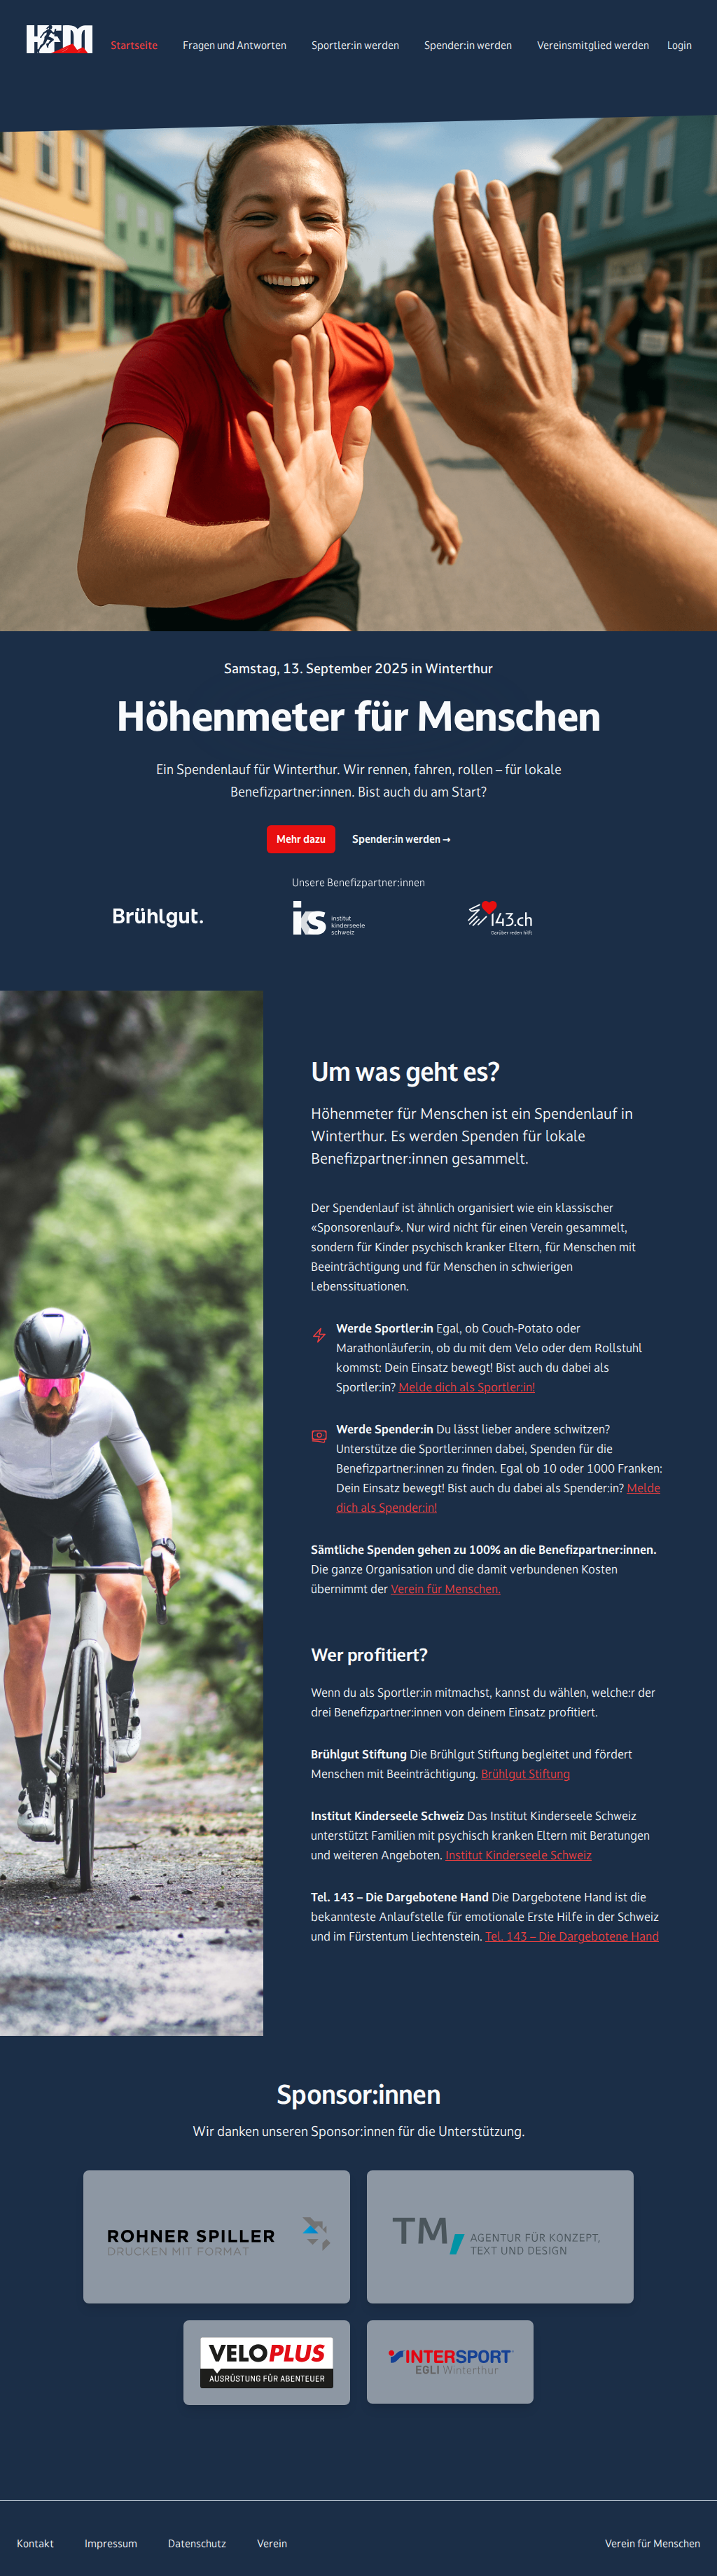 HFM
Startseite
Fragen und Antworten
Sportler:in werden
Spender:in werden
Vereinsmitglied werden
Login
Samstag, 13. September 2025 in Winterthur
Höhenmeter für Menschen
Ein Spendenlauf für Winterthur. Wir rennen, fahren, rollen – für lokale
Benefizpartner:innen. Bist auch du am Start?
Mehr dazu
Spender:in werden →
Unsere Benefizpartner:innen
Brühlgut.
iks
institut
kinderseele
schweiz
143.ch
Darüber reden hilft
Um was geht es?
Höhenmeter für Menschen ist ein Spendenlauf in
Winterthur. Es werden Spenden für lokale
Benefizpartner:innen gesammelt.
Der Spendenlauf ist ähnlich organisiert wie ein klassischer
«Sponsorenlauf». Nur wird nicht für einen Verein gesammelt,
sondern für Kinder psychisch kranker Eltern, für Menschen mit
Beeinträchtigung und für Menschen in schwierigen
Lebenssituationen.
Werde Sportler:in Egal, ob Couch-Potato oder
Marathonläufer:in, ob du mit dem Velo oder dem Rollstuhl
kommst: Dein Einsatz bewegt! Bist auch du dabei als
Sportler:in? Melde dich als Sportler:in!
Werde Spender:in Du lässt lieber andere schwitzen?
Unterstütze die Sportler:innen dabei, Spenden für die
Benefizpartner:innen zu finden. Egal ob 10 oder 1000 Franken:
Dein Einsatz bewegt! Bist auch du dabei als Spender:in? Melde
dich als Spender:in!
Sämtliche Spenden gehen zu 100% an die Benefizpartner:innen.
Die ganze Organisation und die damit verbundenen Kosten
übernimmt der Verein für Menschen.
Wer profitiert?
Wenn du als Sportler:in mitmachst, kannst du wählen, welche:r der
drei Benefizpartner:innen von deinem Einsatz profitiert.
Brühlgut Stiftung Die Brühlgut Stiftung begleitet und fördert
Menschen mit Beeinträchtigung. Brühlgut Stiftung
Institut Kinderseele Schweiz Das Institut Kinderseele Schweiz
unterstützt Familien mit psychisch kranken Eltern mit Beratungen
und weiteren Angeboten. Institut Kinderseele Schweiz
Tel. 143 – Die Dargebotene Hand Die Dargebotene Hand ist die
bekannteste Anlaufstelle für emotionale Erste Hilfe in der Schweiz
und im Fürstentum Liechtenstein. Tel. 143 – Die Dargebotene Hand
Sponsor:innen
Wir danken unseren Sponsor:innen für die Unterstützung.
ROHNER SPILLER
DRUCKEN MIT FORMAT
TM,
AGENTUR FÜR KONZEPT,
TEXT UND DESIGN
VELOPLUS
AUSRÜSTUNG FÜR ABENTEUER
INTERSPORT
EGLI Winterthur
Kontakt
Impressum
Datenschutz
Verein
Verein für Menschen